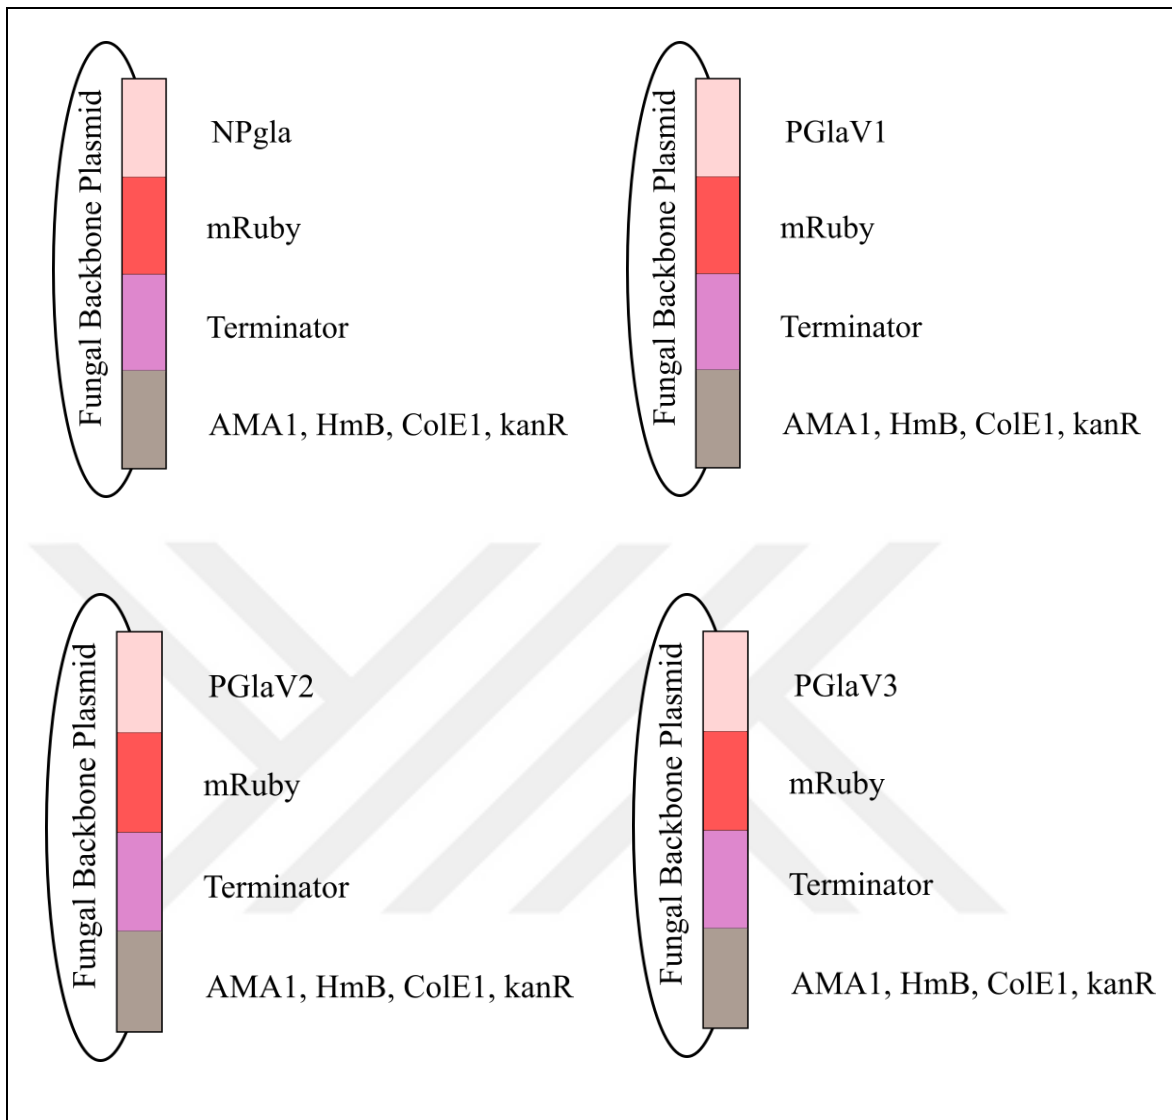 Fungal Backbone Plasmid
NPgla
mRuby
Terminator
AMA1, HmB, ColE1, kanR
Fungal Backbone Plasmid
PGlaV1
mRuby
Terminator
AMA1, HmB, ColE1, kanR
Fungal Backbone Plasmid
PGlaV2
mRuby
Terminator
AMA1, HmB, ColE1, kanR
Fungal Backbone Plasmid
PGlaV3
mRuby
Terminator
AMA1, HmB, ColE1, kanR